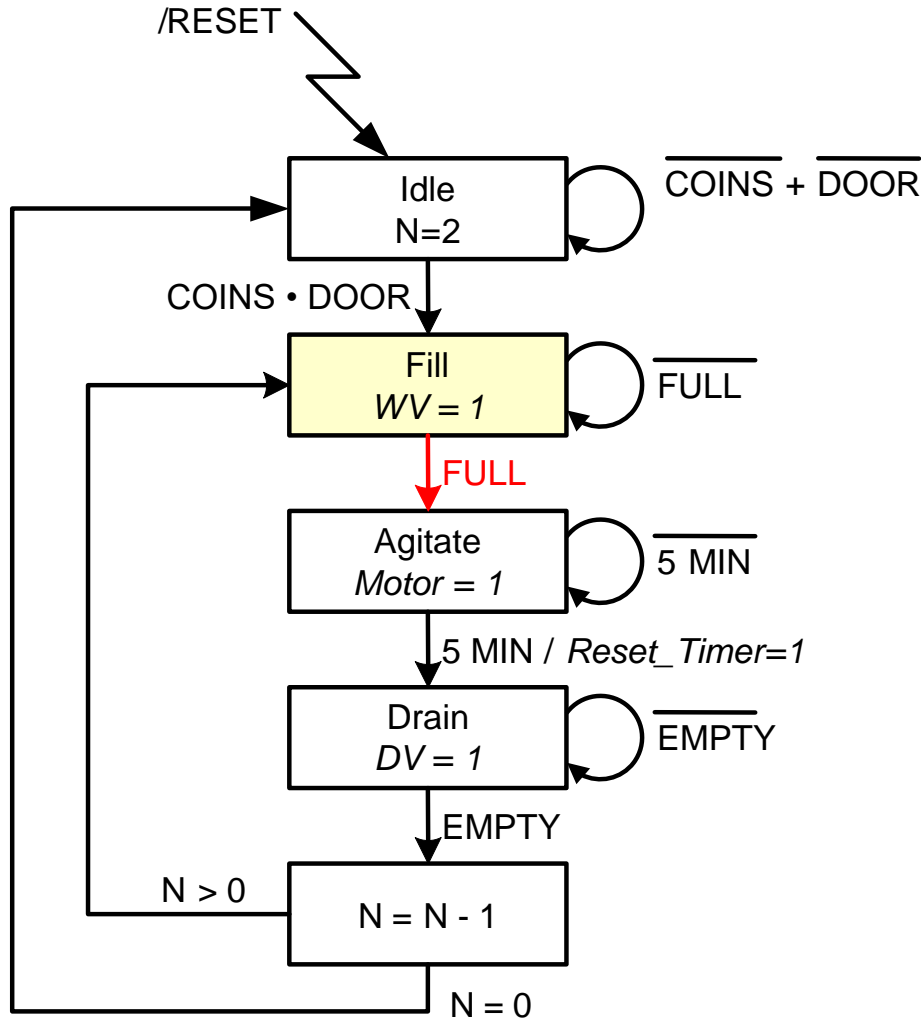 /RESET
Idle
N=2
COINS + DOOR
COINS • DOOR
Fill
WV = 1
FULL
FULL
Agitate
Motor = 1
5 MIN
5 MIN / Reset_Timer=1
Drain
DV = 1
EMPTY
EMPTY
N > 0
N = N - 1
N = 0